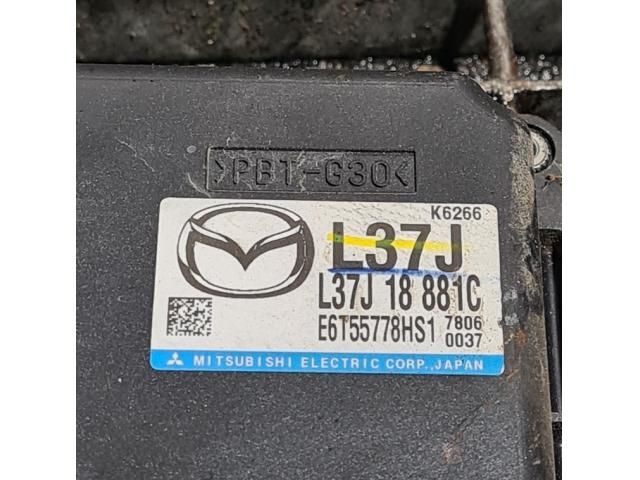 >PBT-G30<
K6266
L37J
L37J 18 881C
E6T55778HS1 7806
0037
MITSUBISHI ELECTRIC CORP., JAPAN